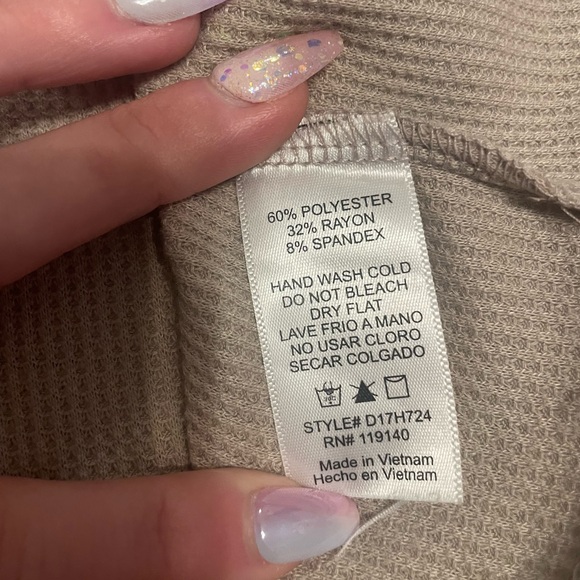 60% POLYESTER
32% RAYON
8% SPANDEX
HAND WASH COLD
DO NOT BLEACH
DRY FLAT
LAVE FRIO A MANO
NO USAR CLORO
SECAR COLGADO
STYLE# D17H724
RN# 119140
Made in Vietnam
Hecho en Vietnam